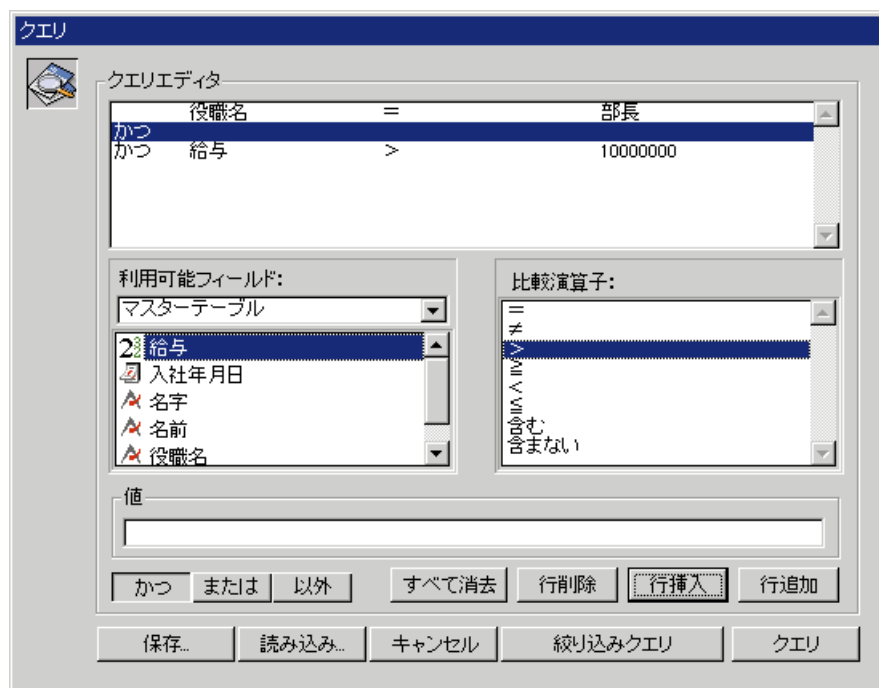 クエリ
クエリエディタ
役職名 = 部長
かつ
かつ 給与 > 10000000
利用可能フィールド:
マスターテーブル
給与
入社年月日
名字
名前
役職名
比較演算子:
=
≠
>
≧
<
≦
含む
含まない
値
かつ または 以外 すべて消去 行削除 行挿入 行追加
保存... 読み込み... キャンセル 絞り込みクエリ クエリ